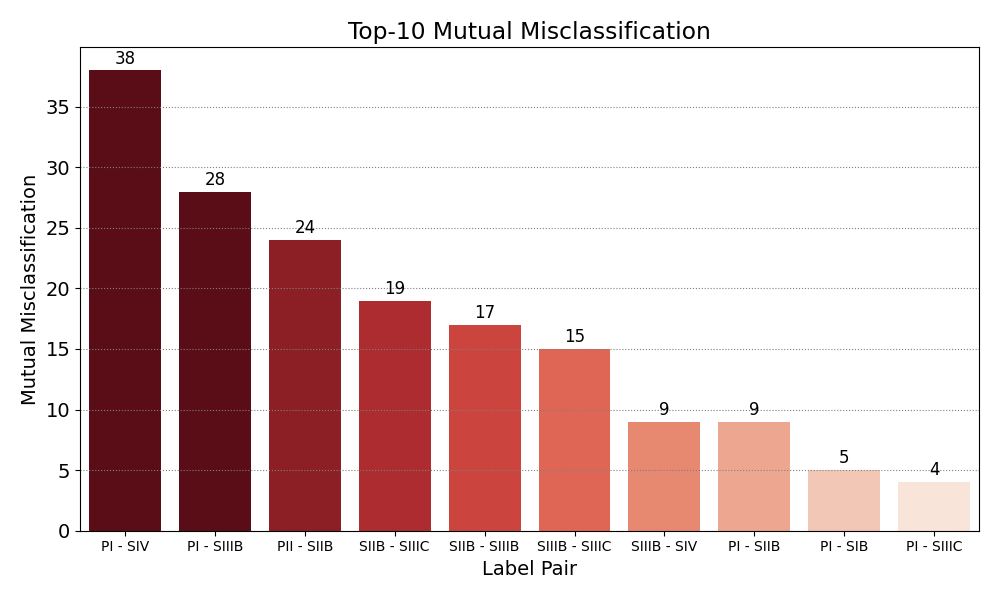 Top-10 Mutual Misclassification
38
28
24
19
17
15
9
9
5
4
35
30
25
20
15
10
5
0
Mutual Misclassification
PI - SIV
PI - SIIIB
PII - SIIB
SIIB - SIIIC
SIIB - SIIIB
SIIIB - SIIIC
SIIIB - SIV
PI - SIIB
PI - SIB
PI - SIIIC
Label Pair